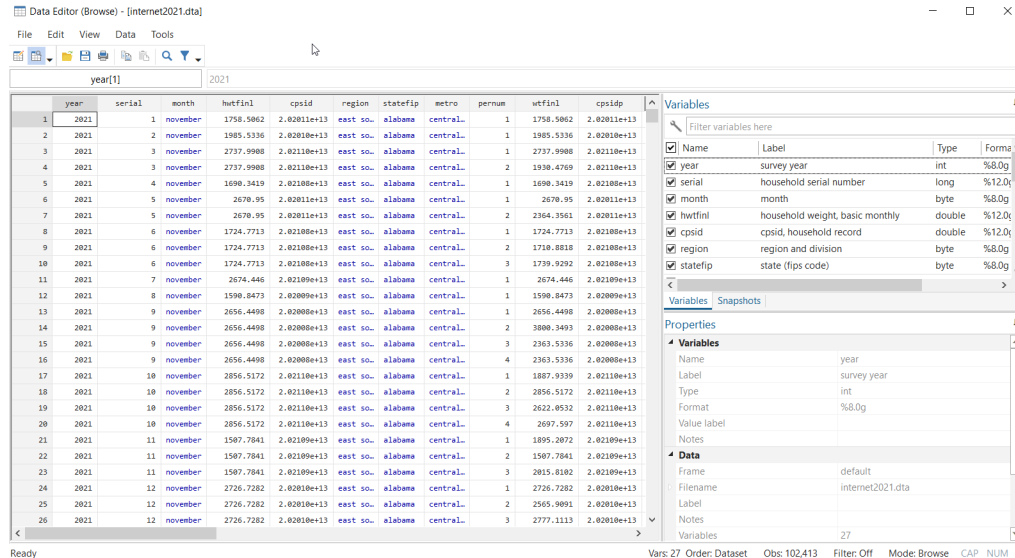 Data Editor (Browse) - [internet2021.dta]
File Edit View Data Tools
year[1] 2021
year serial month hwtfinl cpsid region statefip metro pernum wtfinl cpsidp
1 2021 1 november 1758.5062 2.02011e+13 east so… alabama central… 1 1758.5062 2.02011e+13
2 2021 2 november 1985.5336 2.02010e+13 east so… alabama central… 1 1985.5336 2.02010e+13
3 2021 3 november 2737.9908 2.02110e+13 east so… alabama central… 1 2737.9908 2.02110e+13
4 2021 3 november 2737.9908 2.02110e+13 east so… alabama central… 2 1930.4769 2.02110e+13
5 2021 4 november 1690.3419 2.02108e+13 east so… alabama central… 1 1690.3419 2.02108e+13
6 2021 5 november 2670.95 2.02011e+13 east so… alabama central… 1 2670.95 2.02011e+13
7 2021 5 november 2670.95 2.02011e+13 east so… alabama central… 2 2364.3561 2.02011e+13
8 2021 6 november 1724.7713 2.02108e+13 east so… alabama central… 1 1724.7713 2.02108e+13
9 2021 6 november 1724.7713 2.02108e+13 east so… alabama central… 2 1710.8818 2.02108e+13
10 2021 6 november 1724.7713 2.02108e+13 east so… alabama central… 3 1739.9292 2.02108e+13
11 2021 7 november 2674.446 2.02109e+13 east so… alabama central… 1 2674.446 2.02109e+13
12 2021 8 november 1590.8473 2.02009e+13 east so… alabama central… 1 1590.8473 2.02009e+13
13 2021 9 november 2656.4498 2.02008e+13 east so… alabama central… 1 2656.4498 2.02008e+13
14 2021 9 november 2656.4498 2.02008e+13 east so… alabama central… 2 3800.3493 2.02008e+13
15 2021 9 november 2656.4498 2.02008e+13 east so… alabama central… 3 2363.5336 2.02008e+13
16 2021 9 november 2656.4498 2.02008e+13 east so… alabama central… 4 2363.5336 2.02008e+13
17 2021 10 november 2856.5172 2.02110e+13 east so… alabama central… 1 1887.9339 2.02110e+13
18 2021 10 november 2856.5172 2.02110e+13 east so… alabama central… 2 2856.5172 2.02110e+13
19 2021 10 november 2856.5172 2.02110e+13 east so… alabama central… 3 2622.0532 2.02110e+13
20 2021 10 november 2856.5172 2.02110e+13 east so… alabama central… 4 2697.597 2.02110e+13
21 2021 11 november 1507.7841 2.02109e+13 east so… alabama central… 1 1895.2072 2.02109e+13
22 2021 11 november 1507.7841 2.02109e+13 east so… alabama central… 2 1507.7841 2.02109e+13
23 2021 11 november 1507.7841 2.02109e+13 east so… alabama central… 3 2015.8102 2.02109e+13
24 2021 12 november 2726.7282 2.02010e+13 east so… alabama central… 1 2726.7282 2.02010e+13
25 2021 12 november 2726.7282 2.02010e+13 east so… alabama central… 2 2565.9091 2.02010e+13
26 2021 12 november 2726.7282 2.02010e+13 east so… alabama central… 3 2777.1113 2.02010e+13
Variables
Filter variables here
Name Label Type Forma
year survey year int %8.0g
serial household serial number long %12.0g
month month byte %8.0g
hwtfinl household weight, basic monthly double %12.0g
cpsid cpsid, household record double %12.0g
region region and division byte %8.0g
statefip state (fips code) byte %8.0g
Variables Snapshots
Properties
Variables
Name year
Label survey year
Type int
Format %8.0g
Value label
Notes
Data
Frame default
Filename internet2021.dta
Label
Notes
Variables 27
Ready Vars: 27 Order: Dataset Obs: 102,413 Filter: Off Mode: Browse CAP NUM